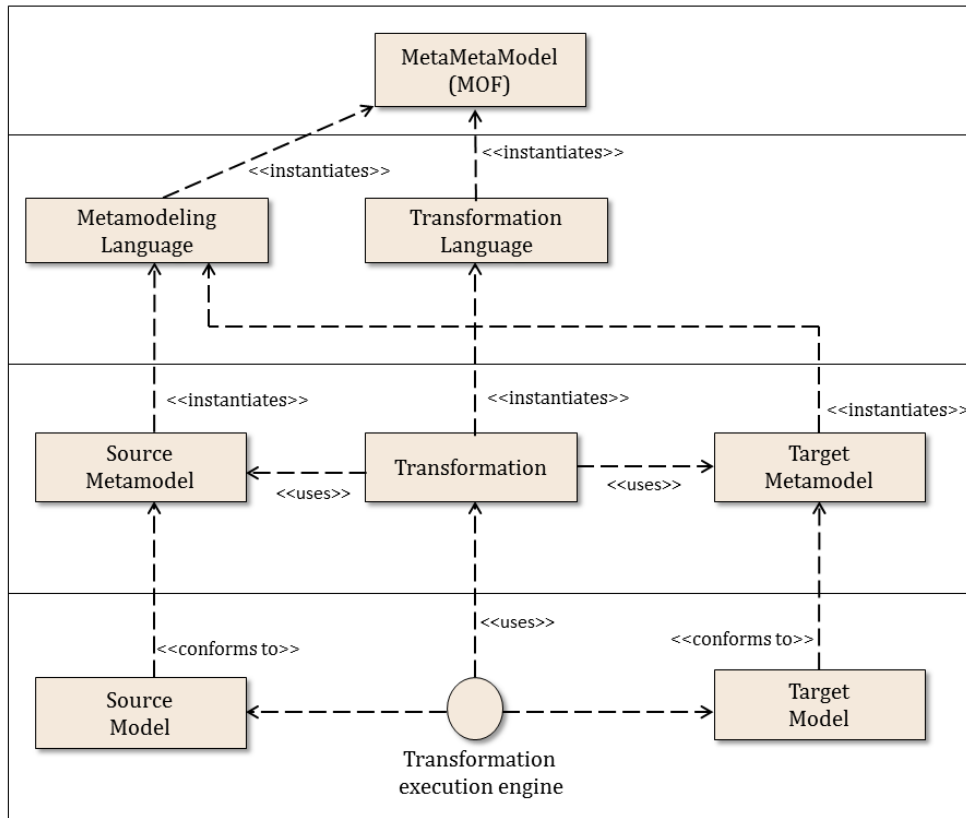 MetaMetaModel
(MOF)
<<instantiates>>
<<instantiates>>
Metamodeling
Language
Transformation
Language
<<instantiates>>
<<instantiates>>
<<instantiates>>
Source
Metamodel
<<uses>>
Transformation
<<uses>>
Target
Metamodel
<<conforms to>>
<<uses>>
<<conforms to>>
Source
Model
Transformation
execution engine
Target
Model